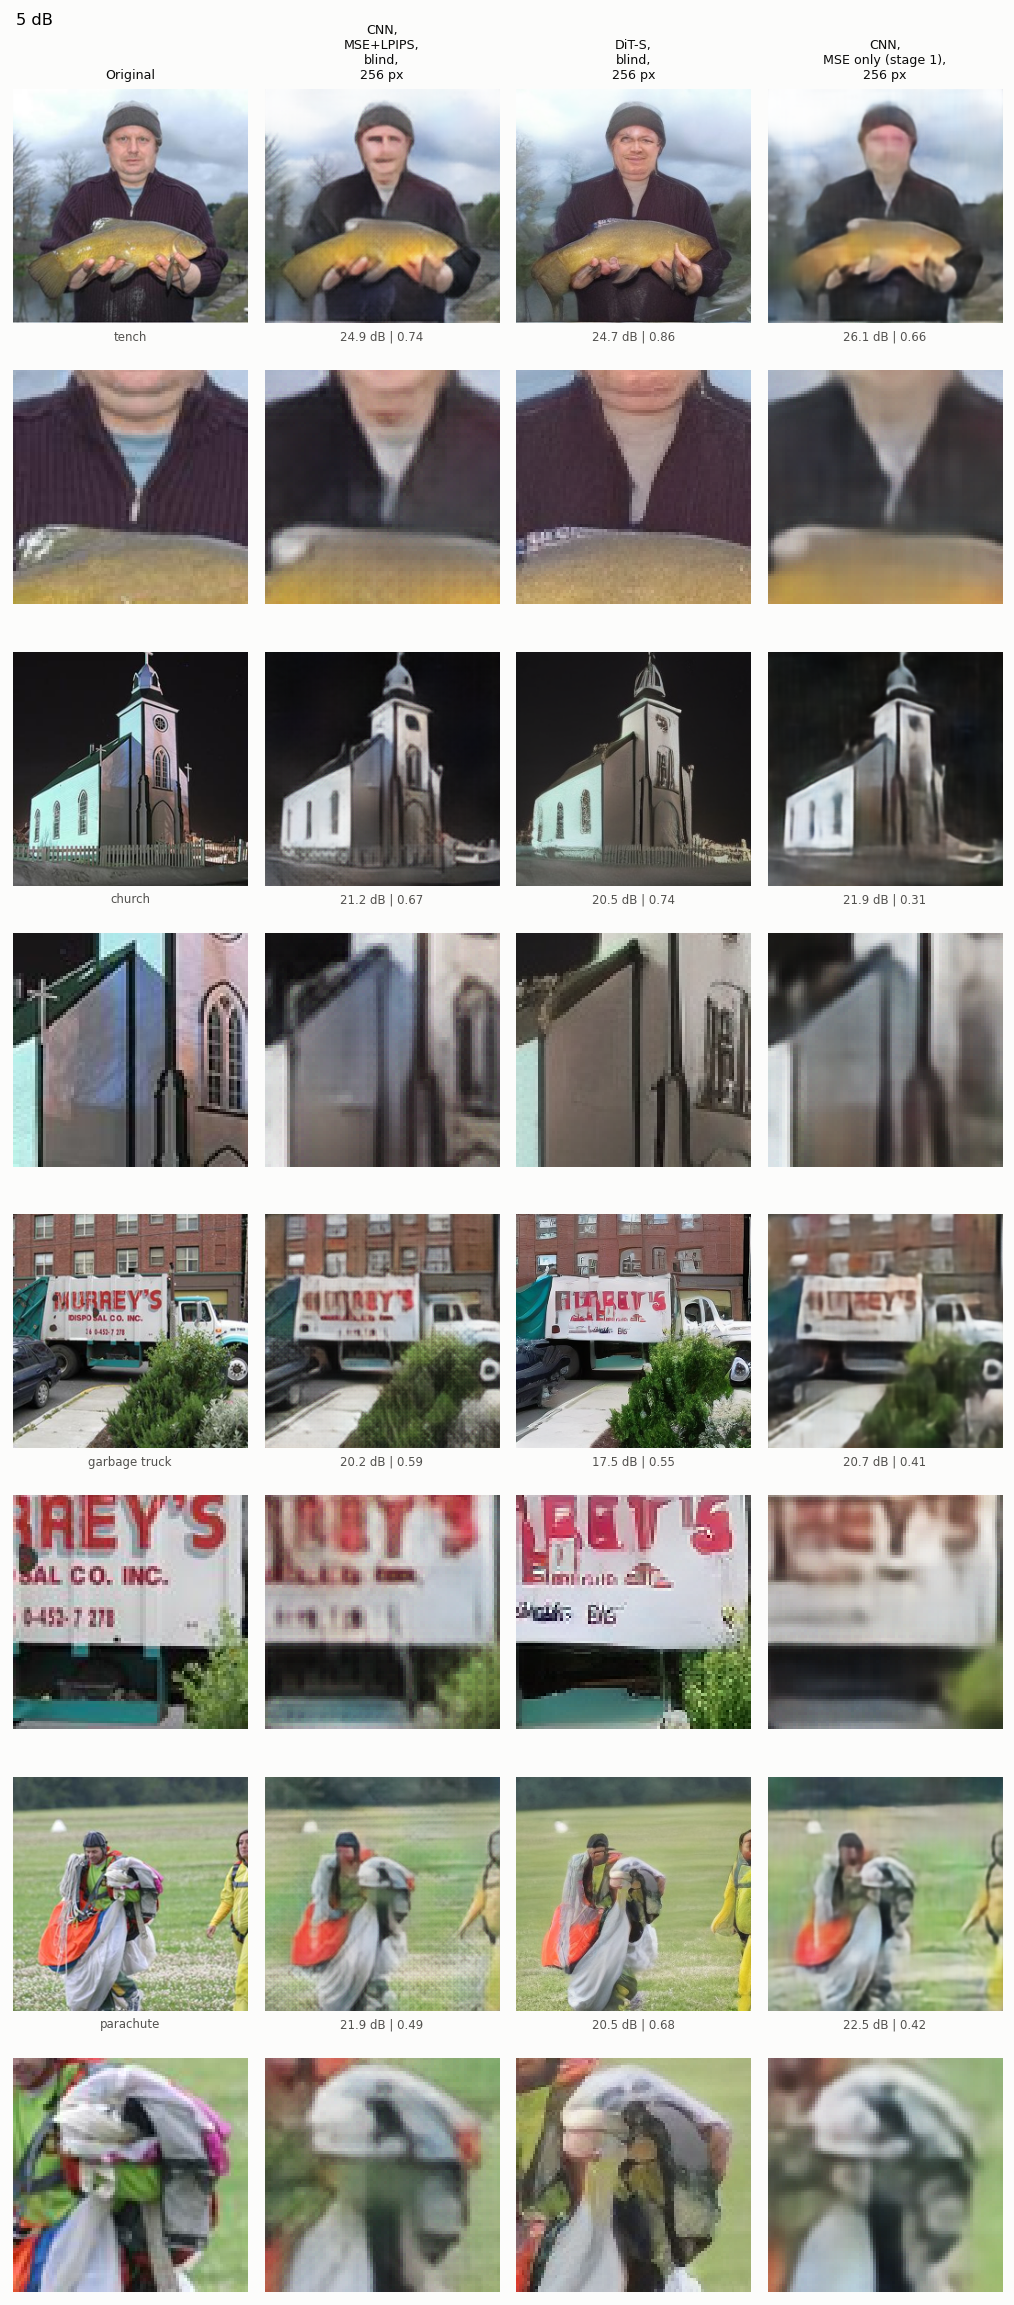 5 dB
Original
CNN,
MSE+LPIPS,
blind,
256 px
DiT-S,
blind,
256 px
CNN,
MSE only (stage 1),
256 px
tench
24.9 dB | 0.74
24.7 dB | 0.86
26.1 dB | 0.66
church
21.2 dB | 0.67
20.5 dB | 0.74
21.9 dB | 0.31
MURREY'S
DISPOSAL CO. INC.
garbage truck
20.2 dB | 0.59
17.5 dB | 0.55
20.7 dB | 0.41
RREY'S
SAL CO. INC.
0-453-7 278
parachute
21.9 dB | 0.49
20.5 dB | 0.68
22.5 dB | 0.42